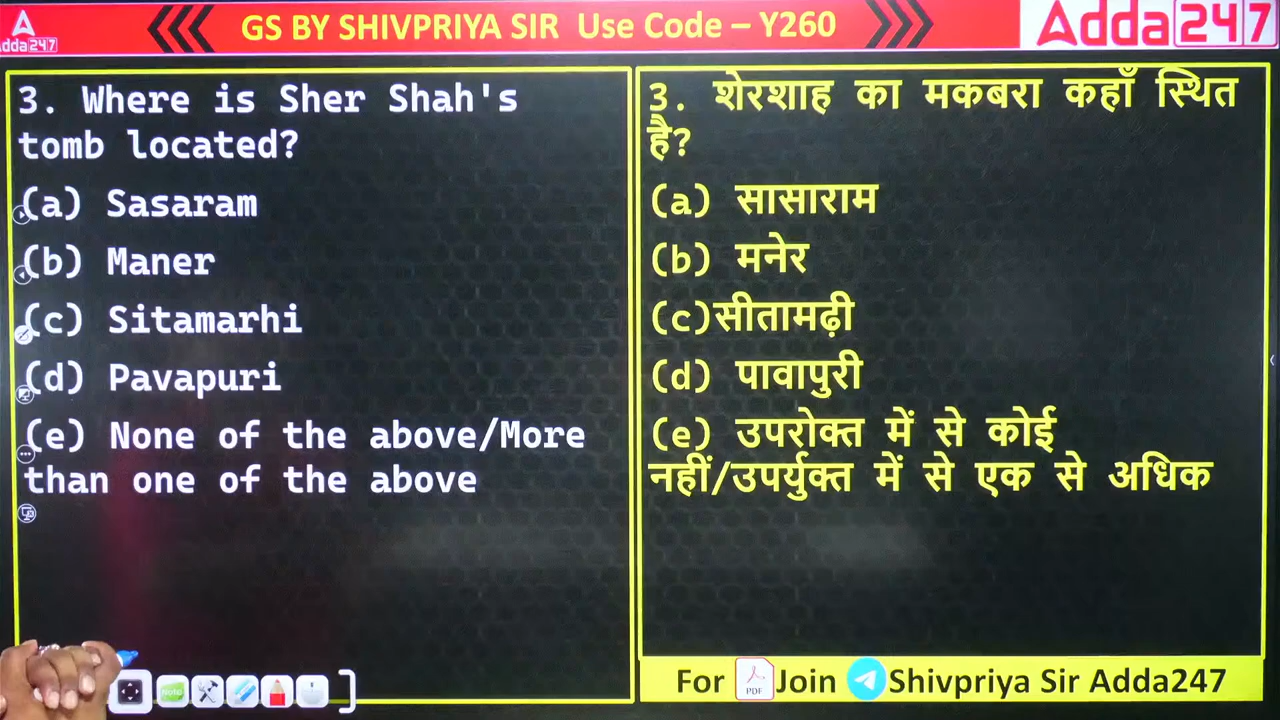 GS BY SHIVPRIYA SIR Use Code – Y260
Adda247
Adda247
3. Where is Sher Shah's
tomb located?
(a) Sasaram
(b) Maner
(c) Sitamarhi
(d) Pavapuri
(e) None of the above/More
than one of the above
3. शेरशाह का मकबरा कहाँ स्थित
है?
(a) सासाराम
(b) मनेर
(c)सीतामढ़ी
(d) पावापुरी
(e) उपरोक्त में से कोई
नहीं/उपर्युक्त में से एक से अधिक
Note
For PDF Join Shivpriya Sir Adda247